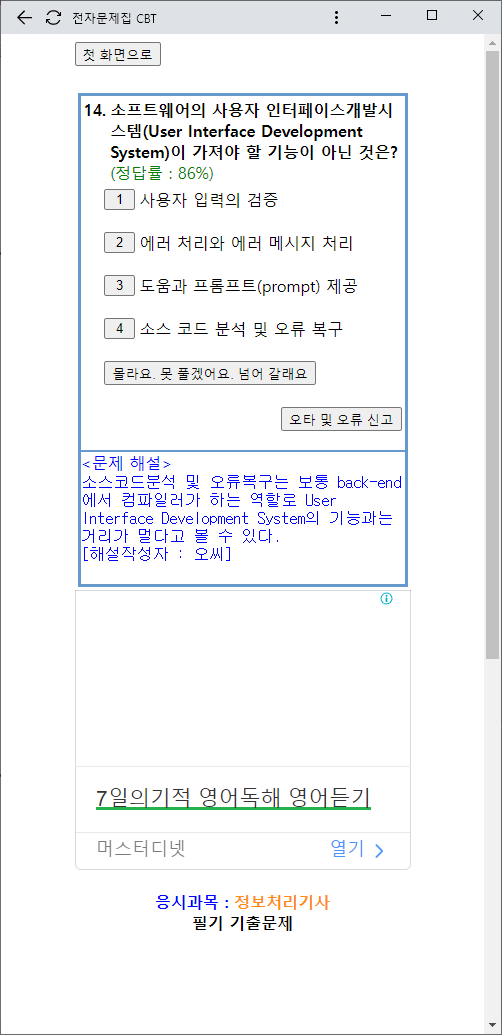 전자문제집 CBT
첫 화면으로
14. 소프트웨어의 사용자 인터페이스개발시
스템(User Interface Development
System)이 가져야 할 기능이 아닌 것은?
(정답률 : 86%)
1 사용자 입력의 검증
2 에러 처리와 에러 메시지 처리
3 도움과 프롬프트(prompt) 제공
4 소스 코드 분석 및 오류 복구
몰라요. 못 풀겠어요. 넘어 갈래요
오타 및 오류 신고
<문제 해설>
소스코드분석 및 오류복구는 보통 back-end
에서 컴파일러가 하는 역할로 User
Interface Development System의 기능과는
거리가 멀다고 볼 수 있다.
[해설작성자 : 오씨]
7일의기적 영어독해 영어듣기
머스터디넷 열기
응시과목 : 정보처리기사
필기 기출문제